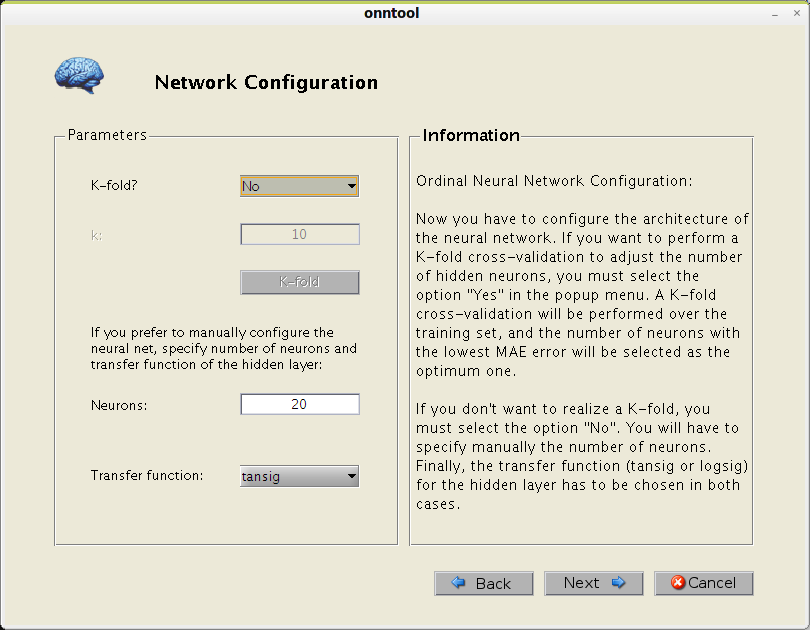 onntool
Network Configuration
Parameters
K-fold?
No
k:
10
K-fold
If you prefer to manually configure the
neural net, specify number of neurons and
transfer function of the hidden layer:
Neurons:
20
Transfer function:
tansig
Information
Ordinal Neural Network Configuration:
Now you have to configure the architecture of
the neural network. If you want to perform a
K-fold cross-validation to adjust the number
of hidden neurons, you must select the
option "Yes" in the popup menu. A K-fold
cross-validation will be performed over the
training set, and the number of neurons with
the lowest MAE error will be selected as the
optimum one.
If you don't want to realize a K-fold, you
must select the option "No". You will have to
specify manually the number of neurons.
Finally, the transfer function (tansig or logsig)
for the hidden layer has to be chosen in both
cases.
Back
Next
Cancel